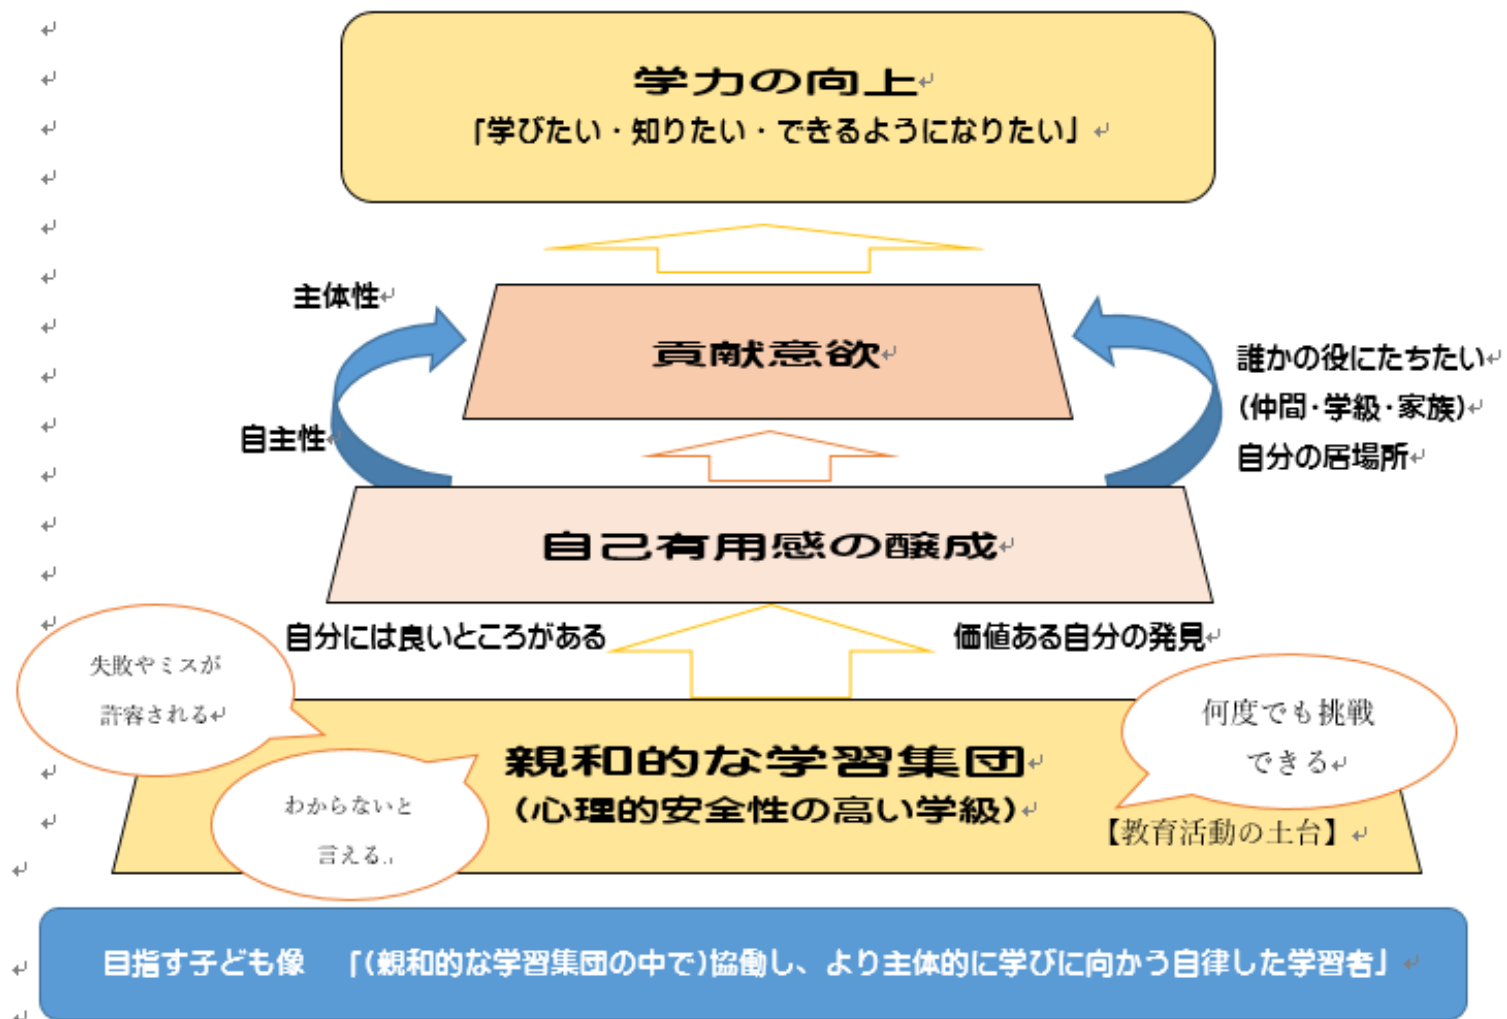 学力の向上
「学びたい・知りたい・できるようになりたい」
主体性
貢献意欲
誰かの役にたちたい
(仲間・学級・家族)
自主性
自分の居場所
自己有用感の醸成
自分には良いところがある
価値ある自分の発見
失敗やミスが
許容される
何度でも挑戦
できる
親和的な学習集団
(心理的安全性の高い学級)
わからないと
言える
【教育活動の土台】
目指す子ども像　「(親和的な学習集団の中で)協働し、より主体的に学びに向かう自律した学習者」